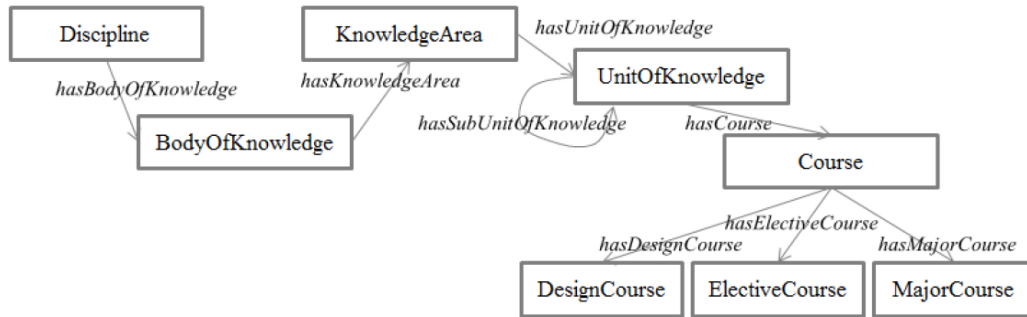 Discipline
KnowledgeArea
hasUnitOfKnowledge
hasBodyOfKnowledge
hasKnowledgeArea
UnitOfKnowledge
BodyOfKnowledge
hasSubUnitOfKnowledge
hasCourse
Course
hasElectiveCourse
hasDesignCourse
hasMajorCourse
DesignCourse
ElectiveCourse
MajorCourse